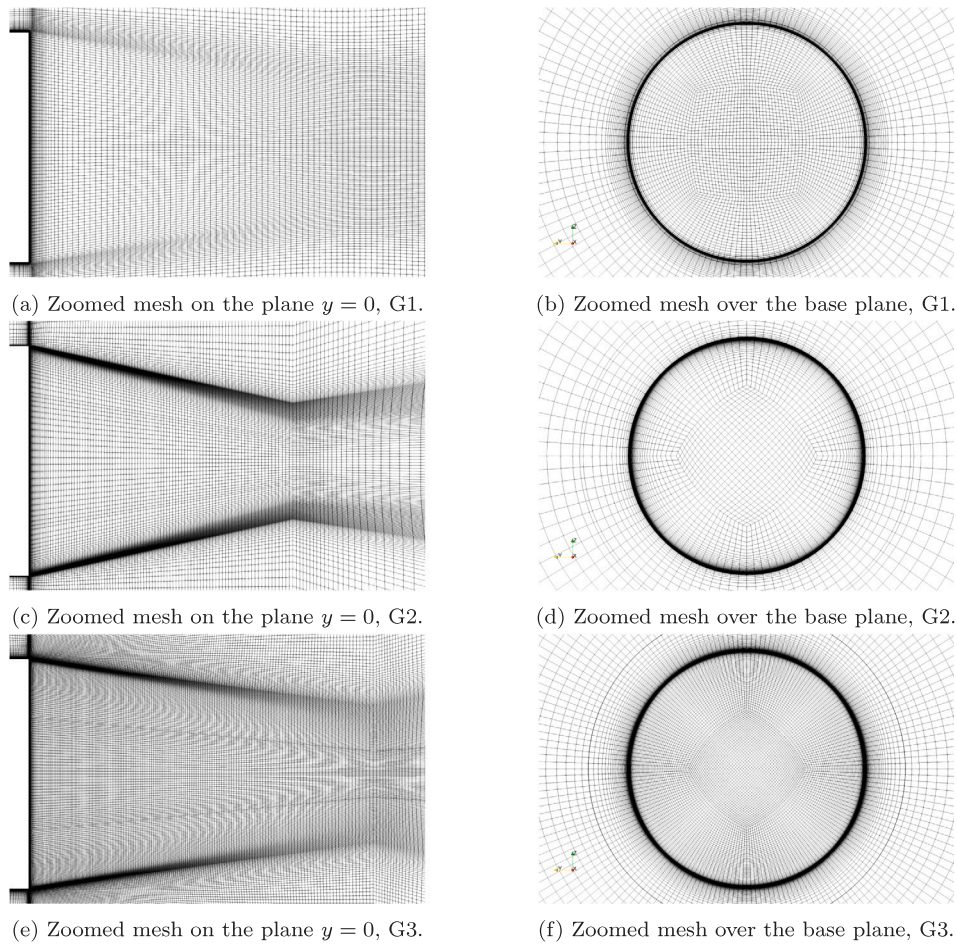 (a) Zoomed mesh on the plane y = 0, G1.
(b) Zoomed mesh over the base plane, G1.
(c) Zoomed mesh on the plane y = 0, G2.
(d) Zoomed mesh over the base plane, G2.
(e) Zoomed mesh on the plane y = 0, G3.
(f) Zoomed mesh over the base plane, G3.